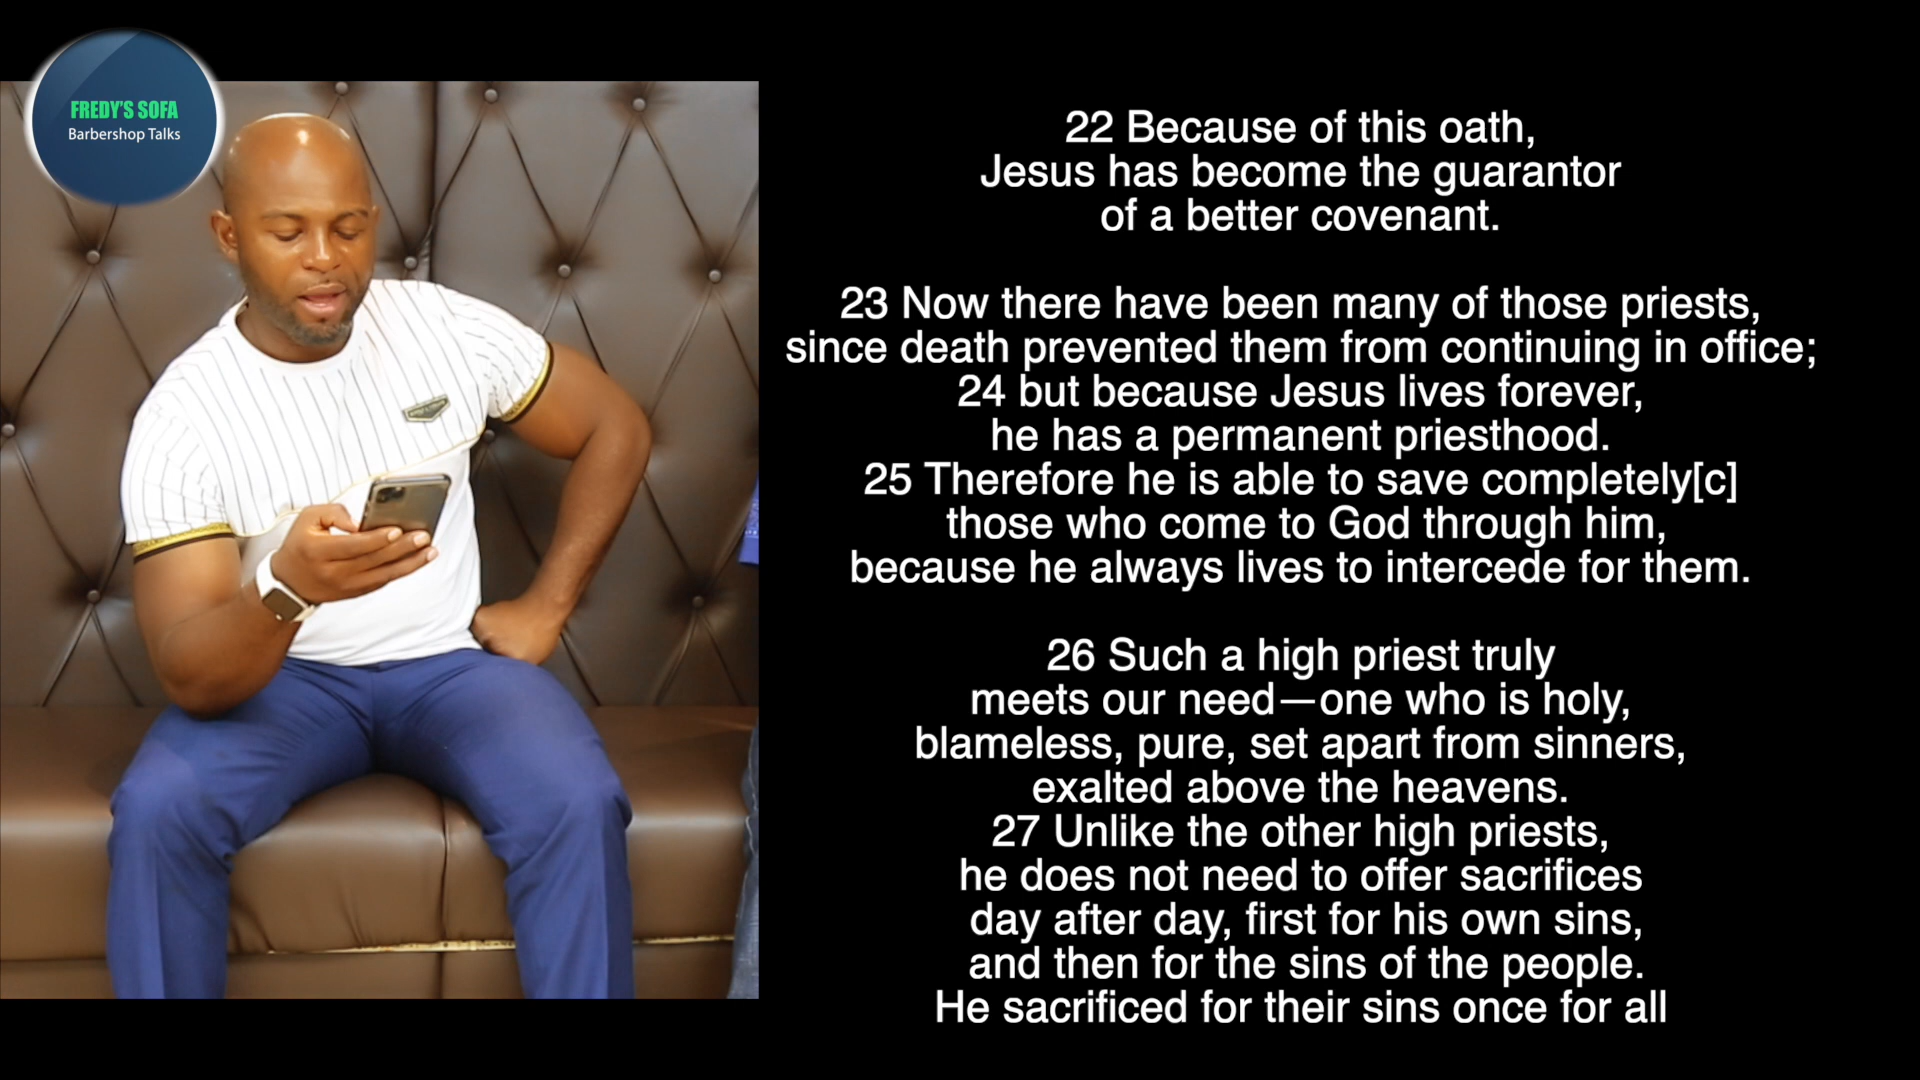 FREDY'S SOFA
Barbershop Talks
22 Because of this oath,
Jesus has become the guarantor
of a better covenant.
23 Now there have been many of those priests,
since death prevented them from continuing in office;
24 but because Jesus lives forever,
he has a permanent priesthood.
25 Therefore he is able to save completely[c]
those who come to God through him,
because he always lives to intercede for them.
26 Such a high priest truly
meets our need—one who is holy,
blameless, pure, set apart from sinners,
exalted above the heavens.
27 Unlike the other high priests,
he does not need to offer sacrifices
day after day, first for his own sins,
and then for the sins of the people.
He sacrificed for their sins once for all